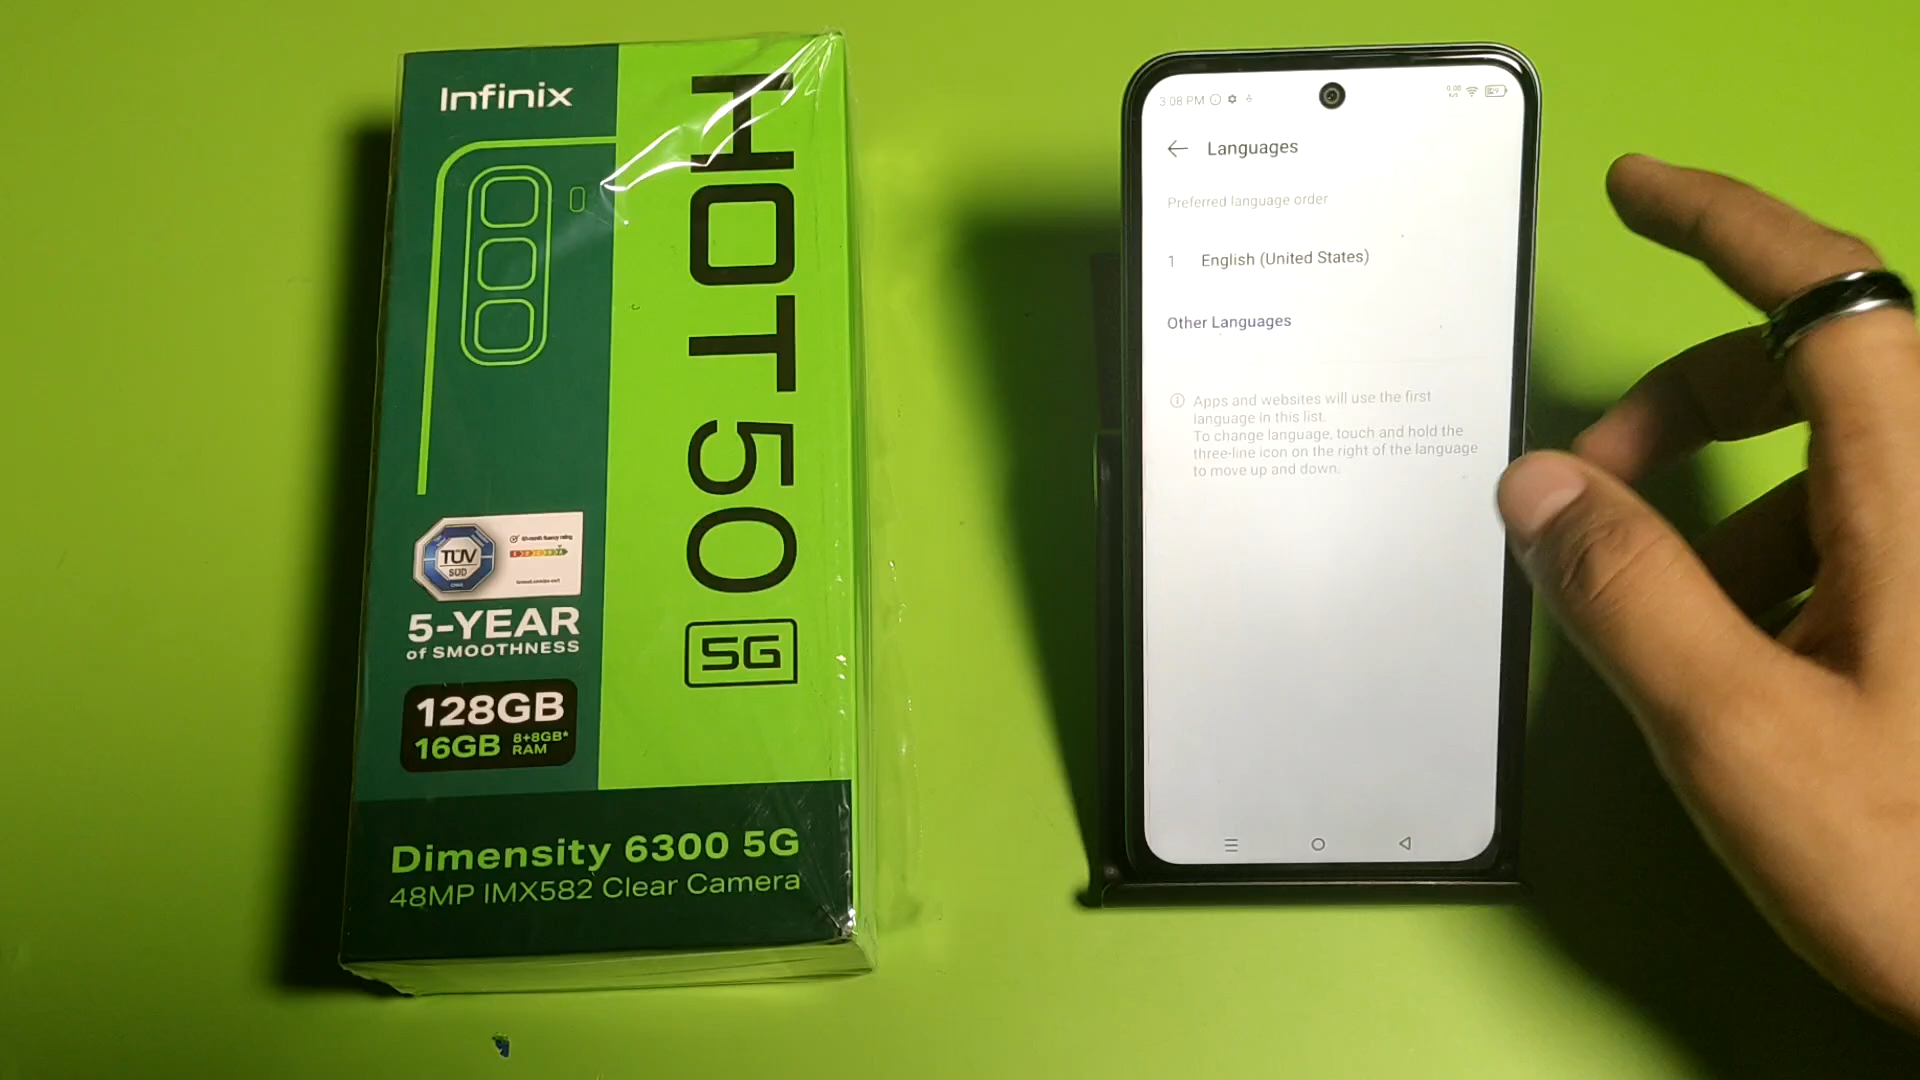 Infinix
HOT 50 5G
TÜV
SÜD
5-YEAR
of SMOOTHNESS
128GB
16GB 8+8GB*
RAM
Dimensity 6300 5G
48MP IMX582 Clear Camera
3:08 PM
Languages
Preferred language order
1 English (United States)
Other Languages
Apps and websites will use the first
language in this list.
To change language, touch and hold the
three-line icon on the right of the language
to move up and down.